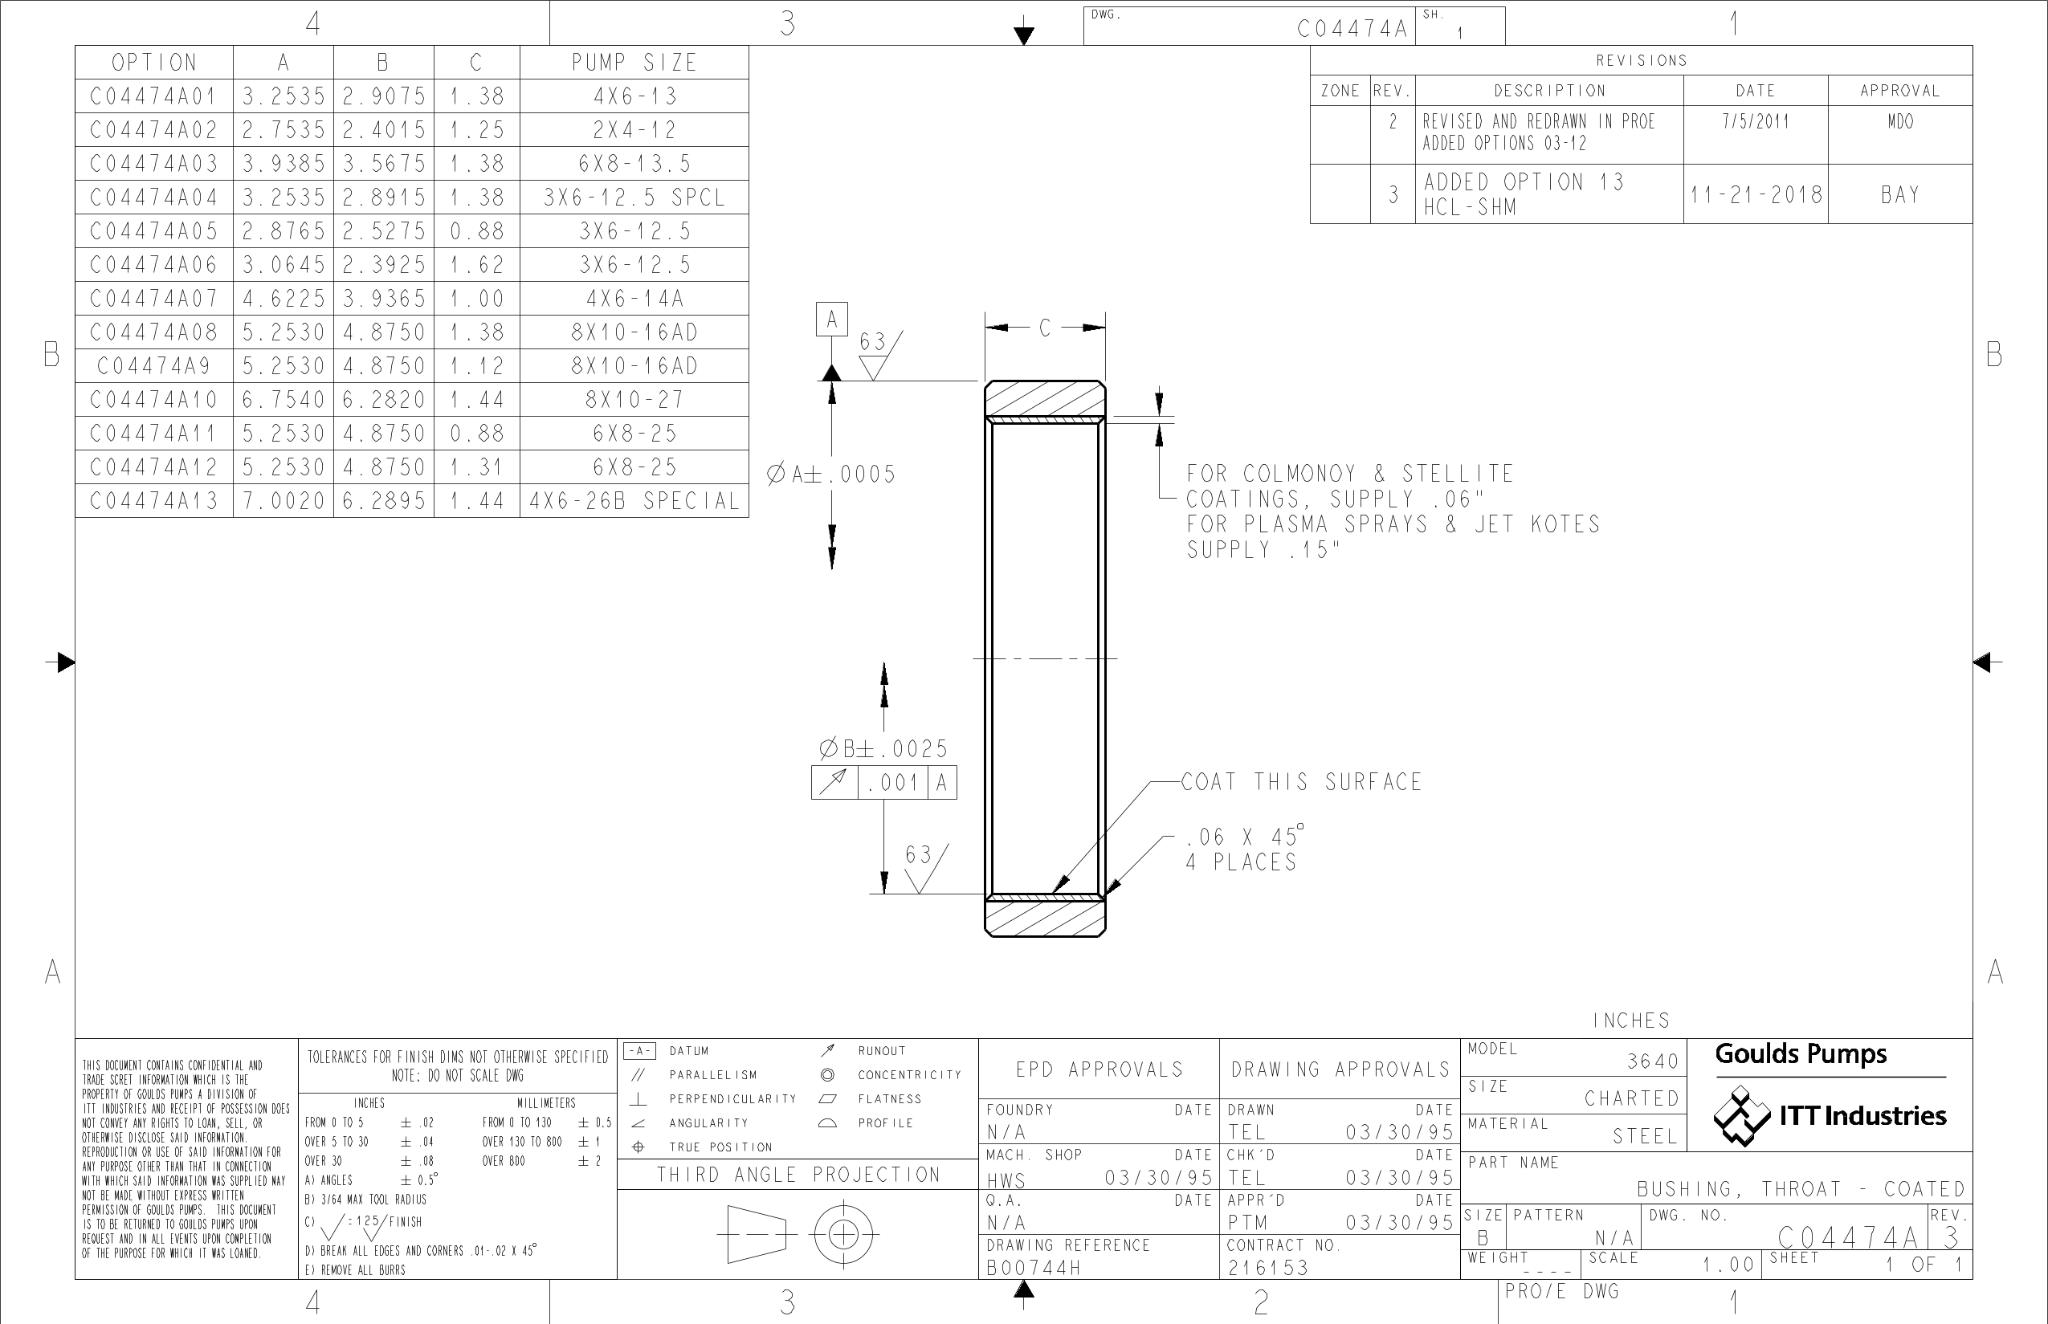 4
3
DWG. C04474A SH. 1
1
OPTION A B C PUMP SIZE
C04474A01 3.2535 2.9075 1.38 4X6-13
C04474A02 2.7535 2.4015 1.25 2X4-12
C04474A03 3.9385 3.5675 1.38 6X8-13.5
C04474A04 3.2535 2.8915 1.38 3X6-12.5 SPCL
C04474A05 2.8765 2.5275 0.88 3X6-12.5
C04474A06 3.0645 2.3925 1.62 3X6-12.5
C04474A07 4.6225 3.9365 1.00 4X6-14A
C04474A08 5.2530 4.8750 1.38 8X10-16AD
C04474A9 5.2530 4.8750 1.12 8X10-16AD
C04474A10 6.7540 6.2820 1.44 8X10-27
C04474A11 5.2530 4.8750 0.88 6X8-25
C04474A12 5.2530 4.8750 1.31 6X8-25
C04474A13 7.0020 6.2895 1.44 4X6-26B SPECIAL
REVISIONS
ZONE REV. DESCRIPTION DATE APPROVAL
2 REVISED AND REDRAWN IN PROE 7/5/2011 MDO
ADDED OPTIONS 03-12
3 ADDED OPTION 13 11-21-2018 BAY
HCL-SHM
B
B
A
63
C
ØA±.0005
FOR COLMONOY & STELLITE
COATINGS, SUPPLY .06"
FOR PLASMA SPRAYS & JET KOTES
SUPPLY .15"
ØB±.0025
.001 A
63
COAT THIS SURFACE
.06 X 45°
4 PLACES
A
A
INCHES
THIS DOCUMENT CONTAINS CONFIDENTIAL AND
TRADE SCRET INFORMATION WHICH IS THE
PROPERTY OF GOULDS PUMPS A DIVISION OF
ITT INDUSTRIES AND RECEIPT OF POSSESSION DOES
NOT CONVEY ANY RIGHTS TO LOAN, SELL, OR
OTHERWISE DISCLOSE SAID INFORMATION.
REPRODUCTION OR USE OF SAID INFORMATION FOR
ANY PURPOSE OTHER THAN THAT IN CONNECTION
WITH WHICH SAID INFORMATION WAS SUPPLIED MAY
NOT BE MADE WITHOUT EXPRESS WRITTEN
PERMISSION OF GOULDS PUMPS. THIS DOCUMENT
IS TO BE RETURNED TO GOULDS PUMPS UPON
REQUEST AND IN ALL EVENTS UPON COMPLETION
OF THE PURPOSE FOR WHICH IT WAS LOANED.
TOLERANCES FOR FINISH DIMS NOT OTHERWISE SPECIFIED
NOTE: DO NOT SCALE DWG
INCHES MILLIMETERS
FROM 0 TO 5 ± .02 FROM 0 TO 130 ± 0.5
OVER 5 TO 30 ± .04 OVER 130 TO 800 ± 1
OVER 30 ± .08 OVER 800 ± 2
A) ANGLES ± 0.5°
B) 3/64 MAX TOOL RADIUS
C) √ = 125√ FINISH
D) BREAK ALL EDGES AND CORNERS .01-.02 X 45°
E) REMOVE ALL BURRS
-A- DATUM RUNOUT
PARALLELISM CONCENTRICITY
PERPENDICULARITY FLATNESS
ANGULARITY PROFILE
TRUE POSITION
THIRD ANGLE PROJECTION
EPD APPROVALS
FOUNDRY DATE
N/A
MACH. SHOP DATE
HWS 03/30/95
Q.A. DATE
N/A
DRAWING REFERENCE
B00744H
DRAWING APPROVALS
DRAWN DATE
TEL 03/30/95
CHK'D DATE
TEL 03/30/95
APPR'D DATE
PTM 03/30/95
CONTRACT NO.
216153
MODEL 3640
SIZE CHARTED
MATERIAL STEEL
Goulds Pumps
ITT Industries
PART NAME
BUSHING, THROAT - COATED
SIZE B PATTERN N/A DWG. NO. C04474A REV. 3
WEIGHT ---- SCALE 1.00 SHEET 1 OF 1
4
3
2
PRO/E DWG
1